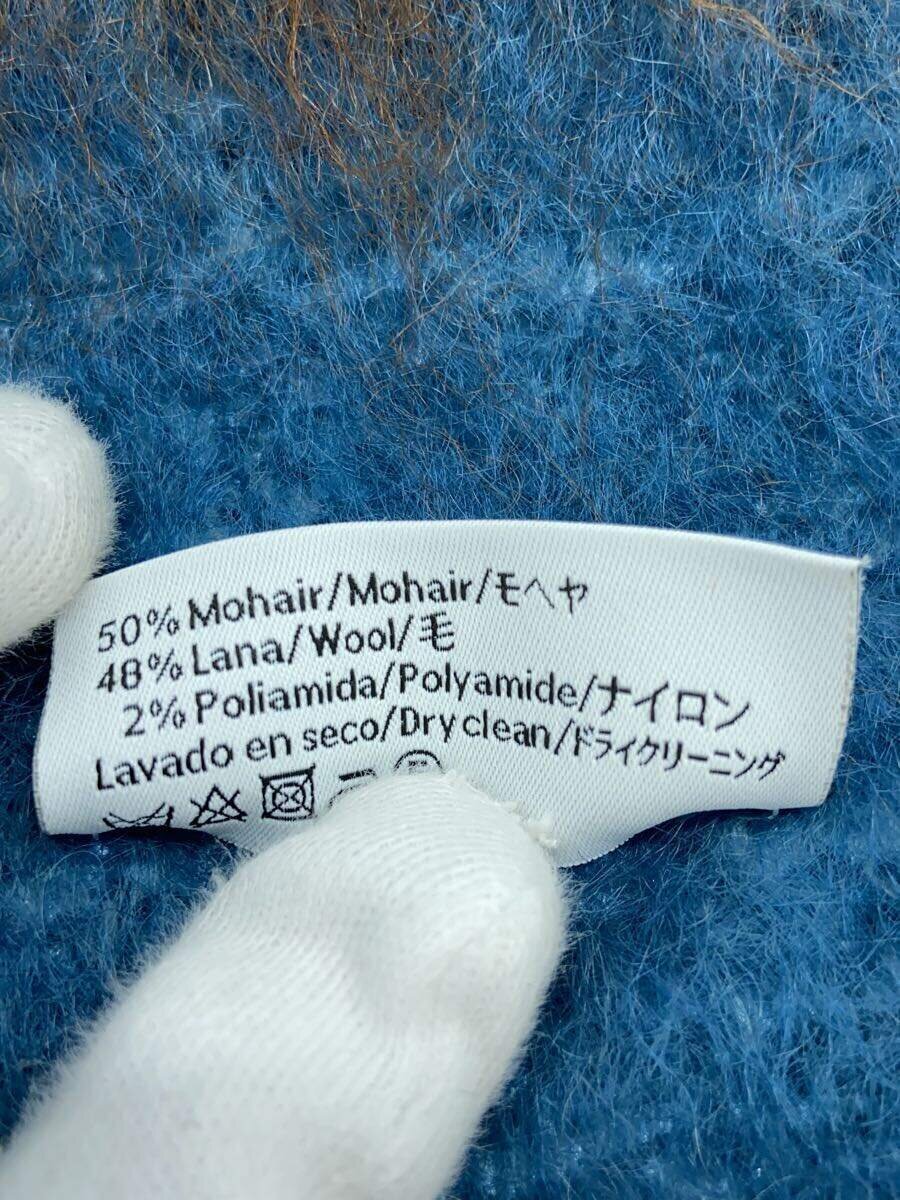 50% Mohair/Mohair/モヘヤ
48% Lana/Wool/毛
2% Poliamida/Polyamide/ナイロン
Lavado en seco/Dry clean/ドライクリーニング